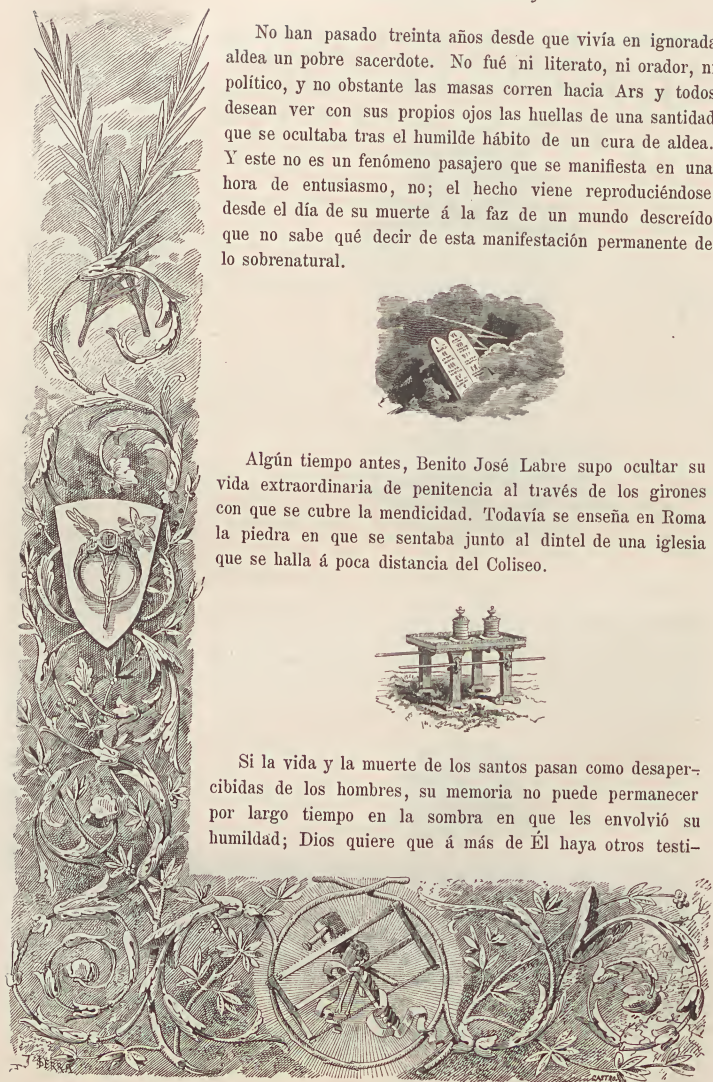 No han pasado treinta años desde que vivía en ignorada
aldea un pobre sacerdote. No fué ni literato, ni orador, ni
político, y no obstante las masas corren hacia Ars y todos
desean ver con sus propios ojos las huellas de una santidad
que se ocultaba tras el humilde hábito de un cura de aldea.
Y este no es un fenómeno pasajero que se manifiesta en una
hora de entusiasmo, no; el hecho viene reproduciéndose
desde el día de su muerte á la faz de un mundo descreído
que no sabe qué decir de esta manifestación permanente de
lo sobrenatural.
Algún tiempo antes, Benito José Labre supo ocultar su
vida extraordinaria de penitencia al través de los girones
con que se cubre la mendicidad. Todavía se enseña en Roma
la piedra en que se sentaba junto al dintel de una iglesia
que se halla á poca distancia del Coliseo.
Si la vida y la muerte de los santos pasan como desaper-
cibidas de los hombres, su memoria no puede permanecer
por largo tiempo en la sombra en que les envolvió su
humildad; Dios quiere que á más de Él haya otros testi-